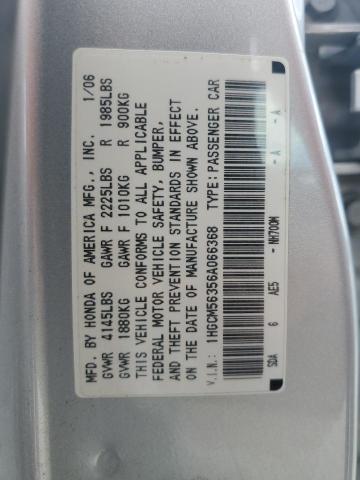 MFD. BY HONDA OF AMERICA MFG., INC. 1/06
GVWR 4145LBS GAWR F 2225LBS R 1985LBS
GVWR 1880KG GAWR F 1010KG R 900KG
THIS VEHICLE CONFORMS TO ALL APPLICABLE
FEDERAL MOTOR VEHICLE SAFETY, BUMPER,
AND THEFT PREVENTION STANDARDS IN EFFECT
ON THE DATE OF MANUFACTURE SHOWN ABOVE.
V.I.N.: 1HGCM56356A066368 TYPE: PASSENGER CAR
SDA 6 AE5 - NH700M - A - A